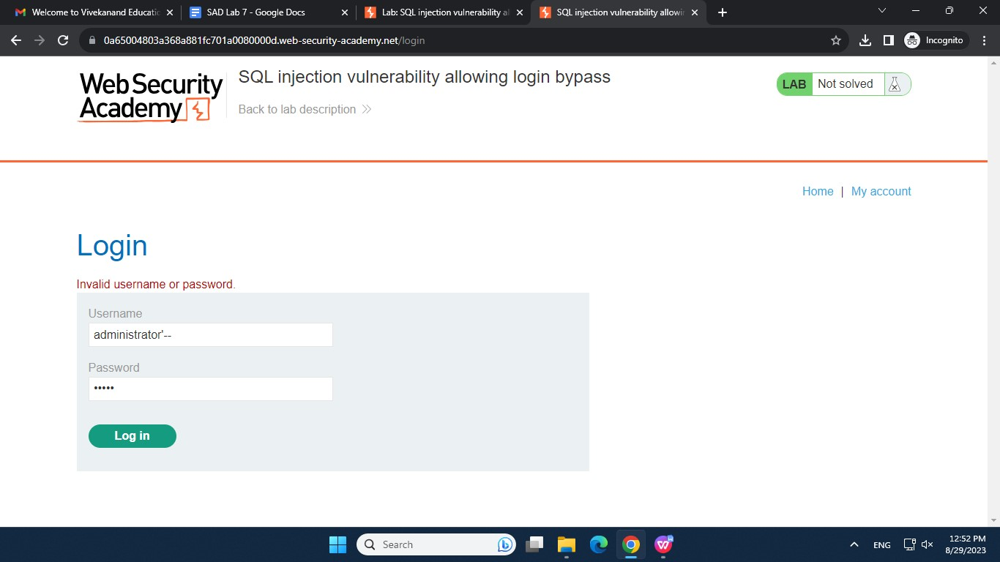 Welcome to Vivekanand Educatic
SAD Lab 7 - Google Docs
Lab: SQL injection vulnerability al
SQL injection vulnerability allowin
0a65004803a368a881fc701a0080000d.web-security-academy.net/login
Incognito
Web Security
Academy
SQL injection vulnerability allowing login bypass
Back to lab description
LAB Not solved
Home | My account
Login
Invalid username or password.
Username
administrator'--
Password
•••••
Log in
Search
ENG
12:52 PM
8/29/2023